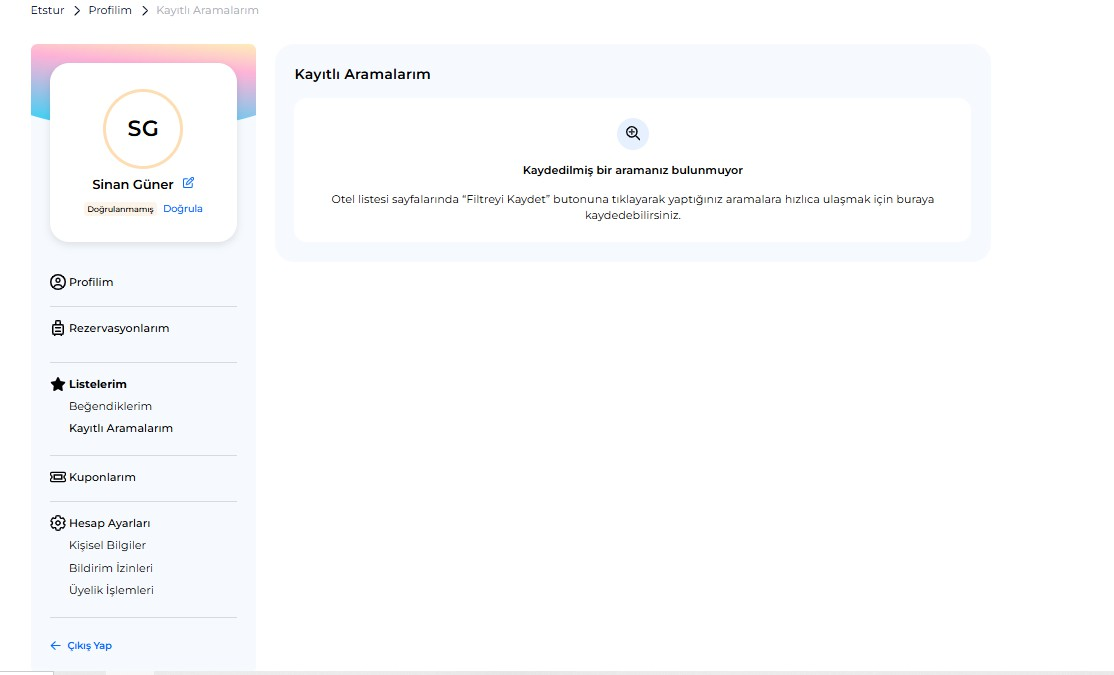 Etstur > Profilim > Kayıtlı Aramalarım
SG
Sinan Güner
Doğrulanmamış Doğrula
Profilim
Rezervasyonlarım
Listelerim
Beğendiklerim
Kayıtlı Aramalarım
Kuponlarım
Hesap Ayarları
Kişisel Bilgiler
Bildirim İzinleri
Üyelik İşlemleri
Çıkış Yap
Kayıtlı Aramalarım
Kaydedilmiş bir aramanız bulunmuyor
Otel listesi sayfalarında “Filtreyi Kaydet” butonuna tıklayarak yaptığınız aramalara hızlıca ulaşmak için buraya
kaydedebilirsiniz.